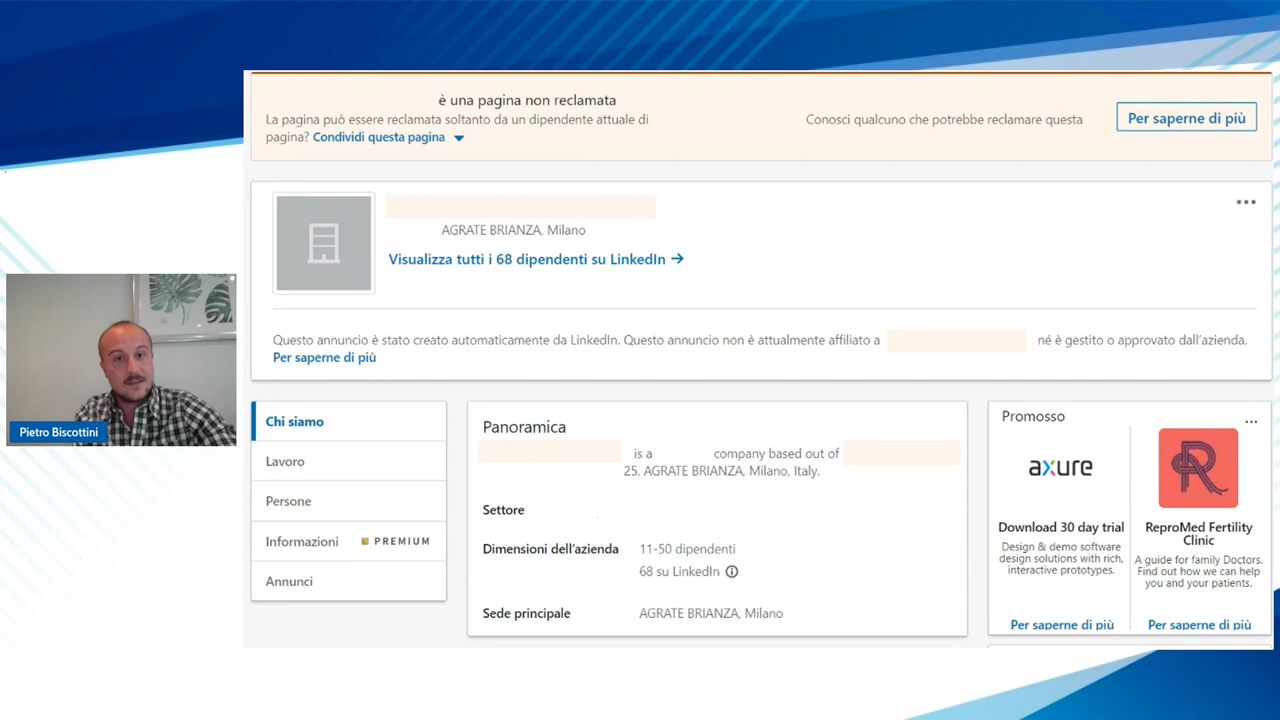 è una pagina non reclamata
La pagina può essere reclamata soltanto da un dipendente attuale di
pagina? Condividi questa pagina
Conosci qualcuno che potrebbe reclamare questa
Per saperne di più
AGRATE BRIANZA, Milano
Visualizza tutti i 68 dipendenti su LinkedIn →
Questo annuncio è stato creato automaticamente da LinkedIn. Questo annuncio non è attualmente affiliato a . né è gestito o approvato dall'azienda.
Per saperne di più
Pietro Biscottini
Chi siamo
Lavoro
Persone
Informazioni PREMIUM
Annunci
Panoramica
is a company based out of
25, AGRATE BRIANZA, Milano, Italy.
Settore
Dimensioni dell'azienda 11-50 dipendenti
68 su LinkedIn
Sede principale AGRATE BRIANZA, Milano
Promosso
axure
Download 30 day trial
Design & demo software
design solutions with rich,
interactive prototypes.
Per saperne di più
R
ReproMed Fertility
Clinic
A guide for family Doctors.
Find out how we can help
you and your patients.
Per saperne di più